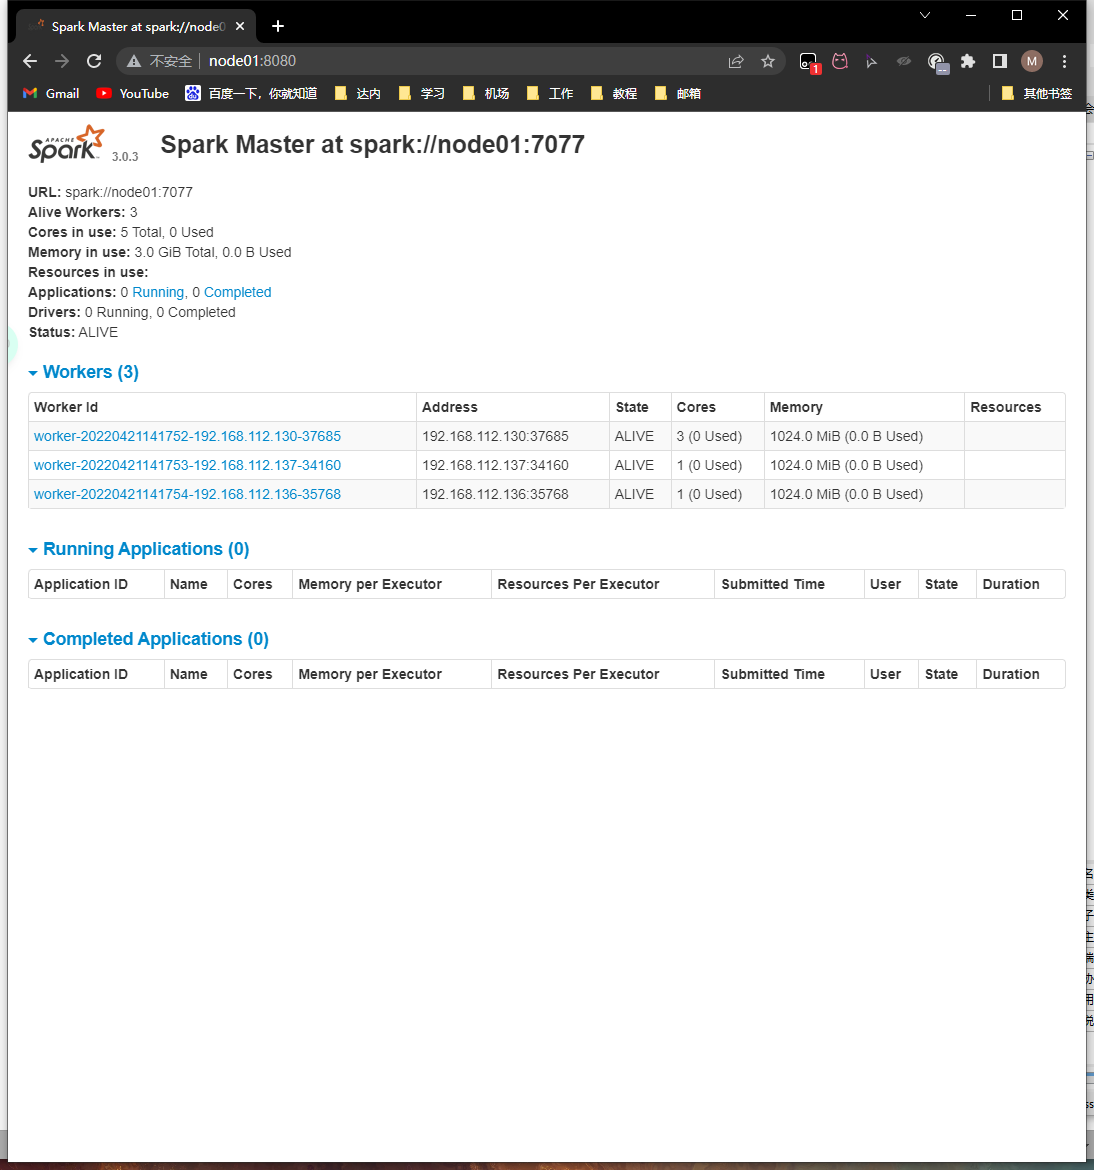 Spark Master at spark://node0
不安全 node01:8080
1
M
Gmail YouTube 百度一下，你就知道 达内 学习 机场 工作 教程 邮箱 其他书签
APACHE Spark 3.0.3 Spark Master at spark://node01:7077
URL: spark://node01:7077
Alive Workers: 3
Cores in use: 5 Total, 0 Used
Memory in use: 3.0 GiB Total, 0.0 B Used
Resources in use:
Applications: 0 Running, 0 Completed
Drivers: 0 Running, 0 Completed
Status: ALIVE
Workers (3)
Worker Id Address State Cores Memory Resources
worker-20220421141752-192.168.112.130-37685 192.168.112.130:37685 ALIVE 3 (0 Used) 1024.0 MiB (0.0 B Used)
worker-20220421141753-192.168.112.137-34160 192.168.112.137:34160 ALIVE 1 (0 Used) 1024.0 MiB (0.0 B Used)
worker-20220421141754-192.168.112.136-35768 192.168.112.136:35768 ALIVE 1 (0 Used) 1024.0 MiB (0.0 B Used)
Running Applications (0)
Application ID Name Cores Memory per Executor Resources Per Executor Submitted Time User State Duration
Completed Applications (0)
Application ID Name Cores Memory per Executor Resources Per Executor Submitted Time User State Duration